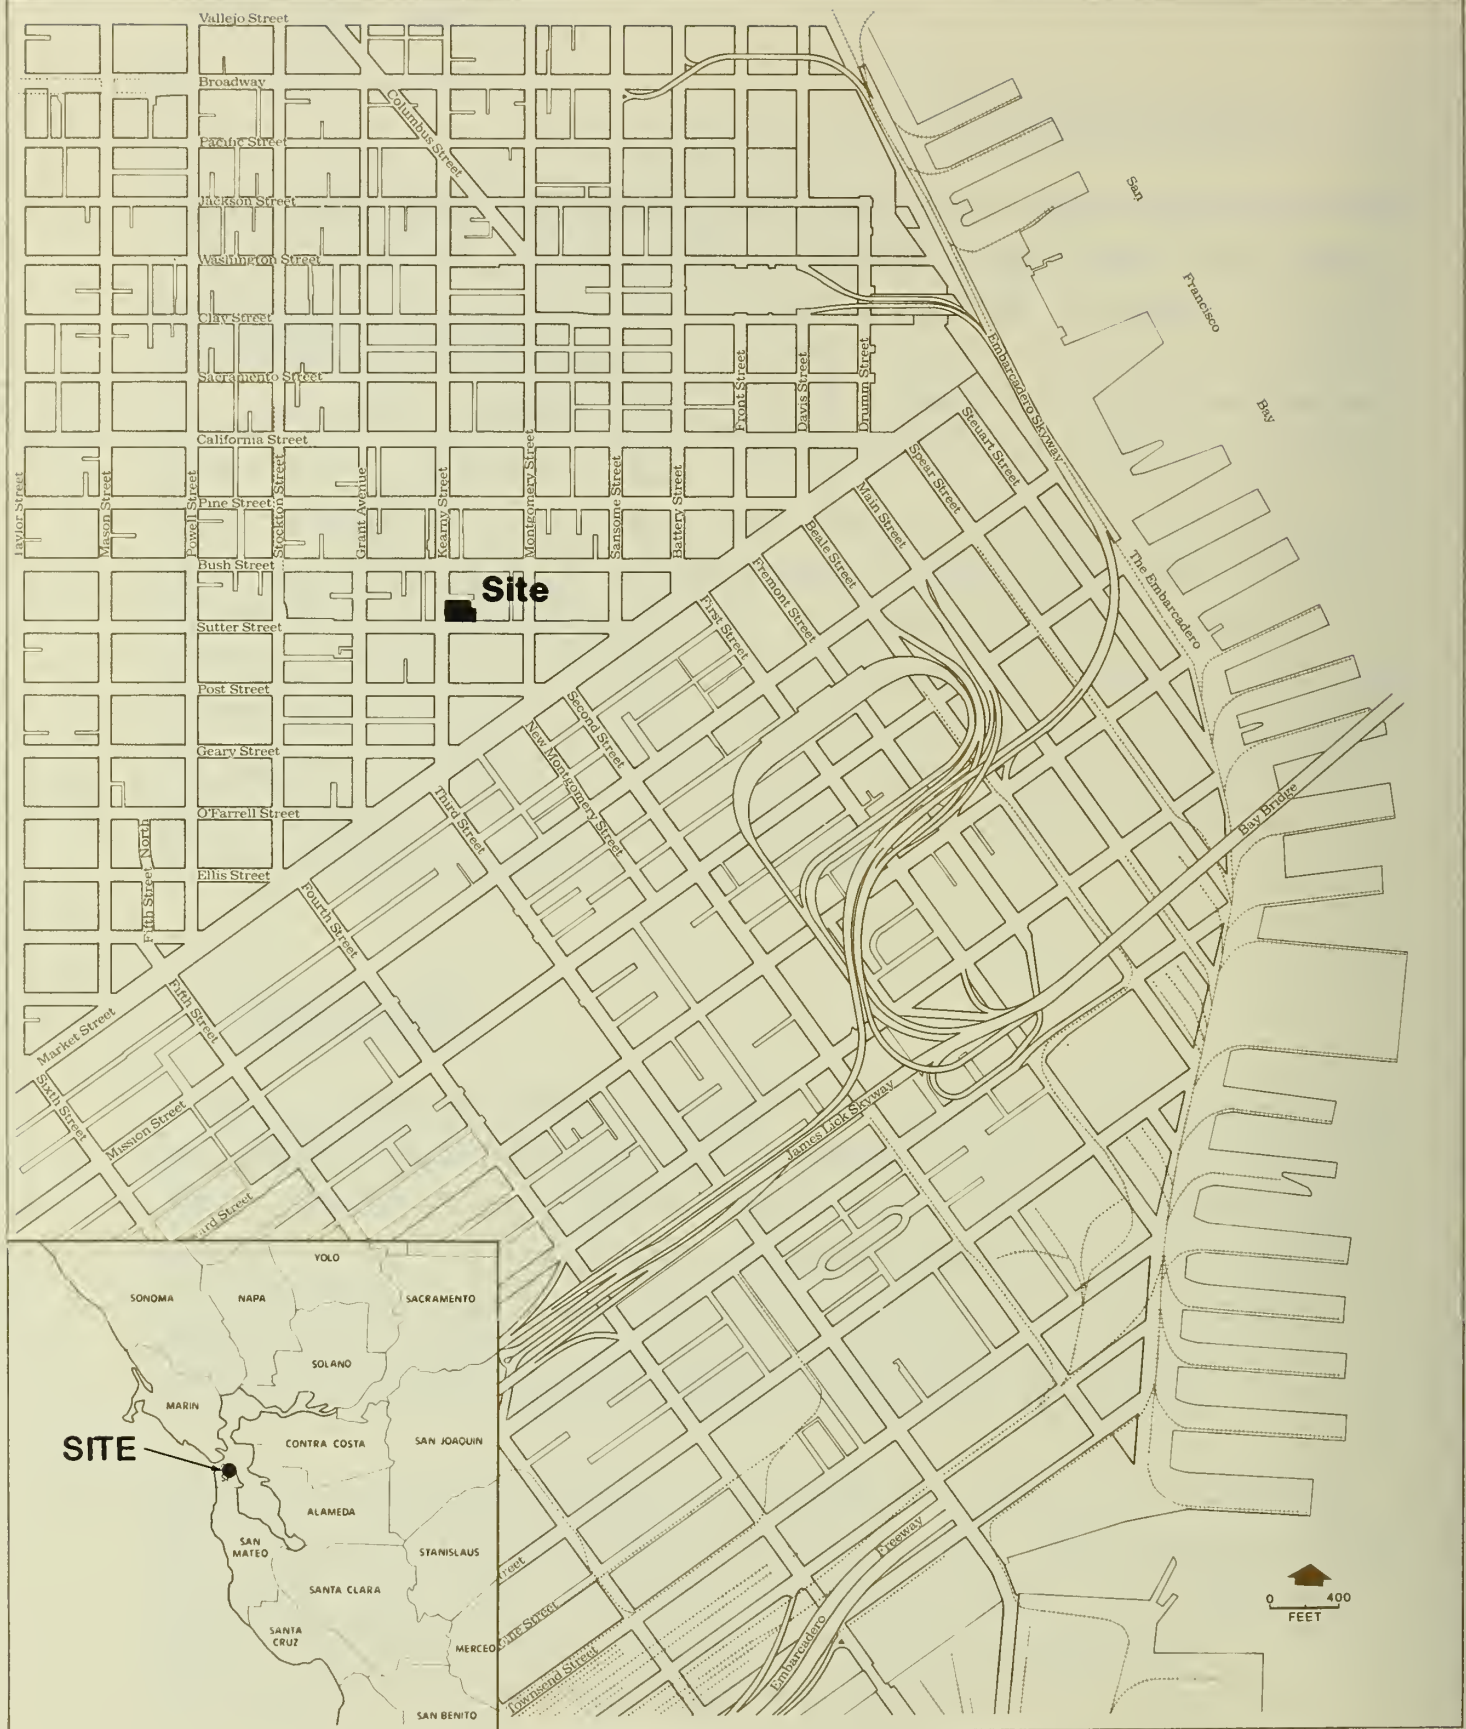 Vallejo Street
Broadway
Columbus Street
Pacific Street
Jackson Street
Washington Street
Clay Street
Sacramento Street
California Street
Pine Street
Bush Street
Sutter Street
Post Street
Geary Street
O'Farrell Street
Ellis Street
Taylor Street
Mason Street
Powell Street
Stockton Street
Grant Avenue
Kearny Street
Montgomery Street
Sansome Street
Battery Street
Front Street
Davis Street
Drumm Street
Site
San
Francisco
Bay
Embarcadero Skyway
Steuart Street
Spear Street
Main Street
Beale Street
Fremont Street
First Street
The Embarcadero
Second Street
New Montgomery Street
Third Street
Fourth Street
Fifth Street North
Fifth Street
Sixth Street
Market Street
Mission Street
ard Street
Bay Bridge
James Lick Skyway
Embarcadero
Freeway
Townsend Street
reet
Street
YOLO
SONOMA
NAPA
SACRAMENTO
SOLANO
MARIN
CONTRA COSTA
SAN JOAQUIN
SITE
ALAMEDA
SAN
MATEO
STANISLAUS
SANTA CLARA
SANTA
CRUZ
MERCED
SAN BENITO
0 400
FEET